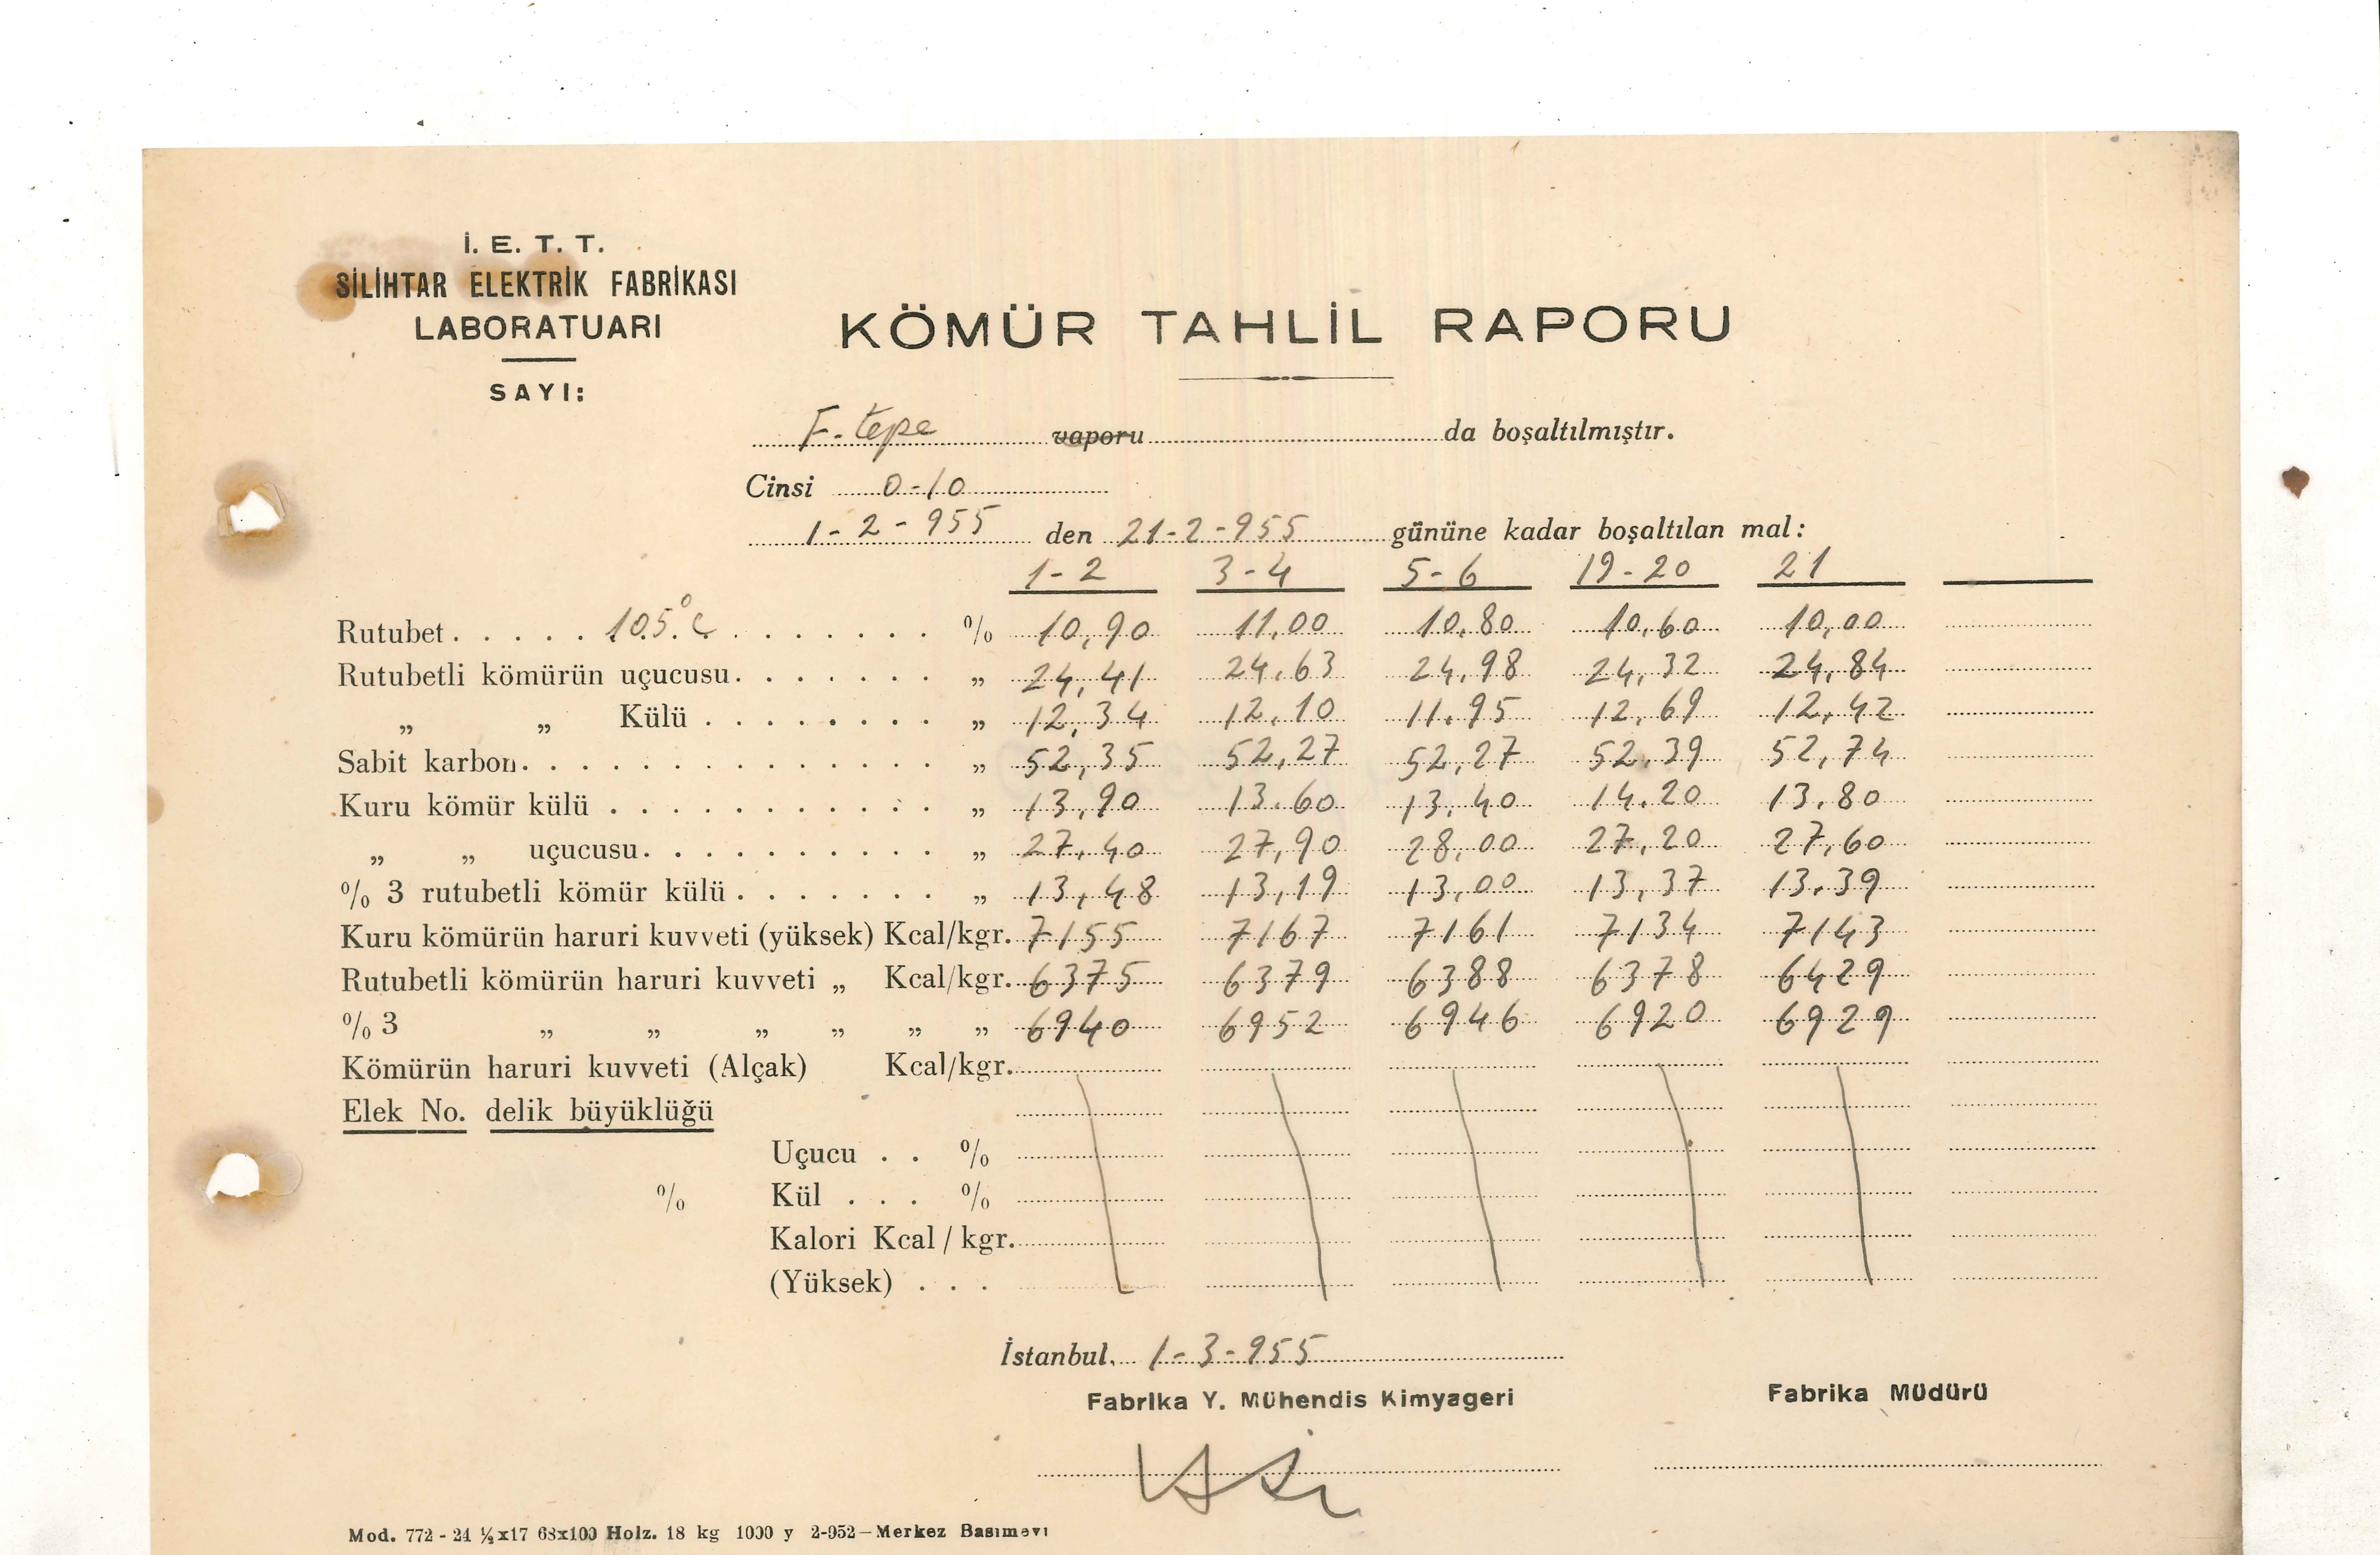 İ. E. T. T.
SİLİHTAR ELEKTRİK FABRİKASI
LABORATUARI
SAYI:
KÖMÜR TAHLİL RAPORU
F. tepe vaporu da boşaltılmıştır.
Cinsi 0-10
1-2-955 den 21-2-955 gününe kadar boşaltılan mal:
1-2 3-4 5-6 19-20 21
Rutubet. . . . . 105°C . . . . . . . % 10,90 11,00 10,80 10,60 10,00
Rutubetli kömürün uçucusu. . . . . . . „ 24,41 24,63 24,98 24,32 24,84
„ „ Külü . . . . . . . . „ 12,34 12,10 11,95 12,69 12,42
Sabit karbon. . . . . . . . . . . . . . „ 52,35 52,27 52,27 52,39 52,74
Kuru kömür külü . . . . . . . . . . . „ 13,90 13.60 13,40 14.20 13,80
„ „ uçucusu. . . . . . . . . . „ 27,40 27,90 28,00 27,20 27,60
% 3 rutubetli kömür külü . . . . . . . „ 13,48 13,19 13,00 13,37 13,39
Kuru kömürün haruri kuvveti (yüksek) Kcal/kgr. 7155 7167 7161 7134 7143
Rutubetli kömürün haruri kuvveti „ Kcal/kgr. 6375 6379 6388 6378 6429
% 3 „ „ „ „ „ „ 6940 6952 6946 6920 6929
Kömürün haruri kuvveti (Alçak) Kcal/kgr.
Elek No. delik büyüklüğü
Uçucu . . %
% Kül . . . %
Kalori Kcal / kgr.
(Yüksek) . . .
İstanbul, 1-3-955
Fabrika Y. Mühendis Kimyageri Fabrika Müdürü
Mod. 772 - 24 ½x17 68x100 Holz. 18 kg 1000 y 2-952 — Merkez Basımevi